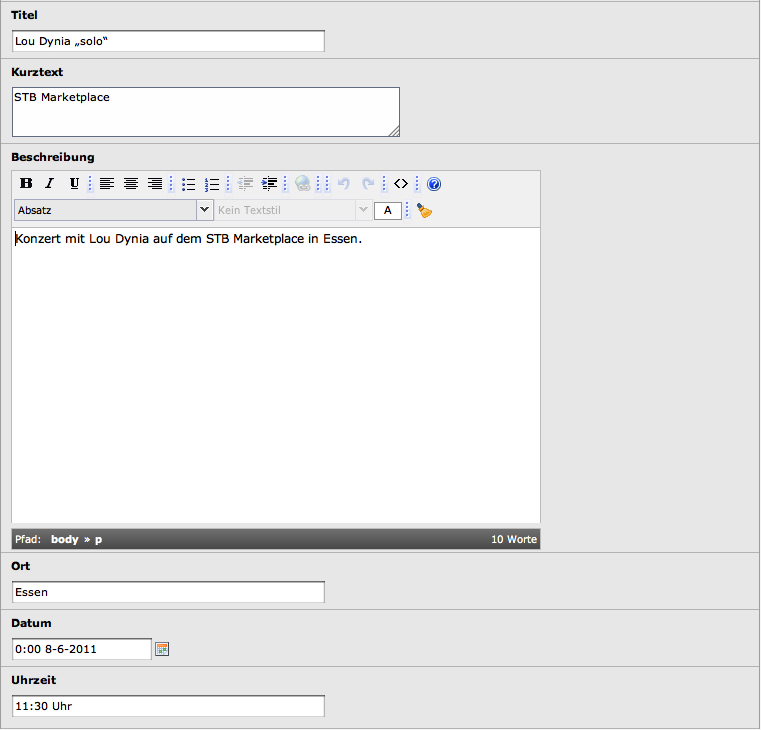 Titel
Lou Dynia „solo“
Kurztext
STB Marketplace
Beschreibung
B I U
Absatz Kein Textstil A
Konzert mit Lou Dynia auf dem STB Marketplace in Essen.
Pfad: body » p 10 Worte
Ort
Essen
Datum
0:00 8-6-2011
Uhrzeit
11:30 Uhr